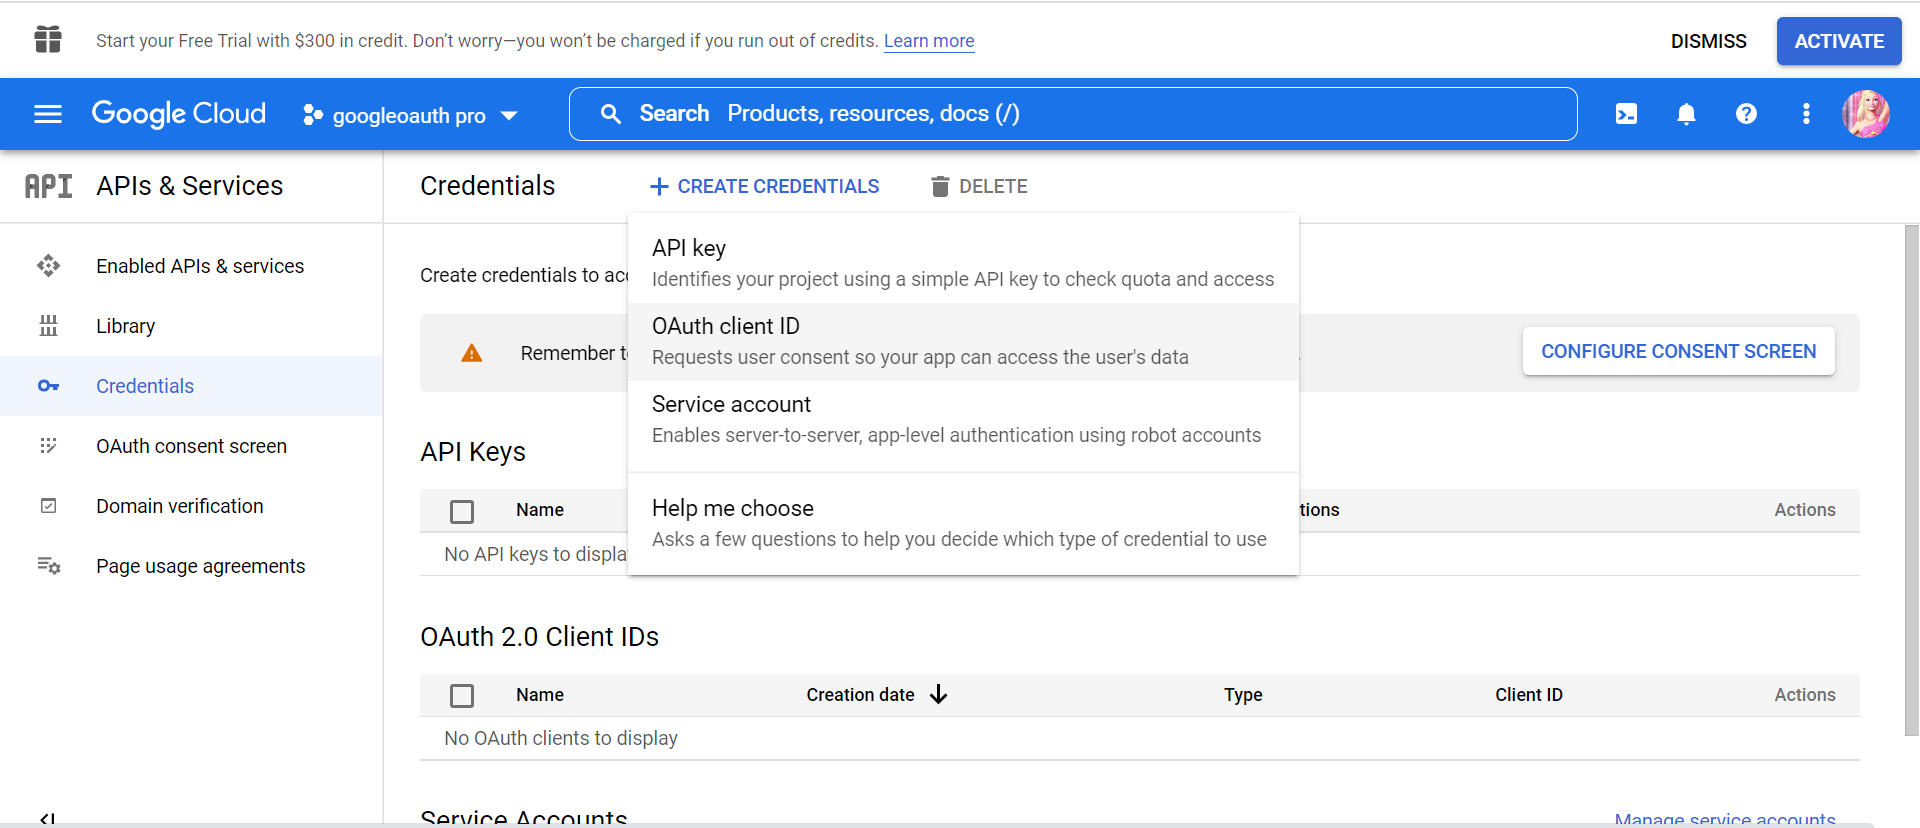 Start your Free Trial with $300 in credit. Don’t worry—you won’t be charged if you run out of credits. Learn more
DISMISS
ACTIVATE
Google Cloud
googleoauth pro
Search Products, resources, docs (/)
API APIs & Services
Credentials
CREATE CREDENTIALS
DELETE
Enabled APIs & services
Library
Credentials
OAuth consent screen
Domain verification
Page usage agreements
Create credentials to
API key
Identifies your project using a simple API key to check quota and access
OAuth client ID
Requests user consent so your app can access the user's data
Service account
Enables server-to-server, app-level authentication using robot accounts
Help me choose
Asks a few questions to help you decide which type of credential to use
Remember
CONFIGURE CONSENT SCREEN
API Keys
Name
Actions
No API keys to
OAuth 2.0 Client IDs
Name
Creation date
Type
Client ID
Actions
No OAuth clients to display
Service Accounts
Manage service accounts